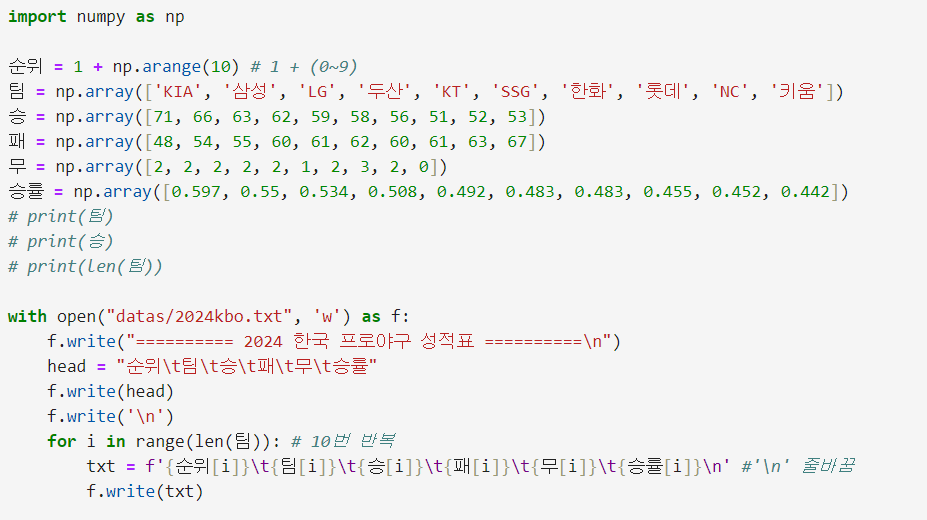 import numpy as np
순위 = 1 + np.arange(10) # 1 + (0~9)
팀 = np.array(['KIA', '삼성', 'LG', '두산', 'KT', 'SSG', '한화', '롯데', 'NC', '키움'])
승 = np.array([71, 66, 63, 62, 59, 58, 56, 51, 52, 53])
패 = np.array([48, 54, 55, 60, 61, 62, 60, 61, 63, 67])
무 = np.array([2, 2, 2, 2, 2, 1, 2, 3, 2, 0])
승률 = np.array([0.597, 0.55, 0.534, 0.508, 0.492, 0.483, 0.483, 0.455, 0.452, 0.442])
# print(팀)
# print(승)
# print(len(팀))
with open("datas/2024kbo.txt", 'w') as f:
    f.write("========== 2024 한국 프로야구 성적표 ==========\n")
    head = "순위\t팀\t승\t패\t무\t승률"
    f.write(head)
    f.write('\n')
    for i in range(len(팀)): # 10번 반복
        txt = f'{순위[i]}\t{팀[i]}\t{승[i]}\t{패[i]}\t{무[i]}\t{승률[i]}\n' #'\n' 줄바꿈
        f.write(txt)